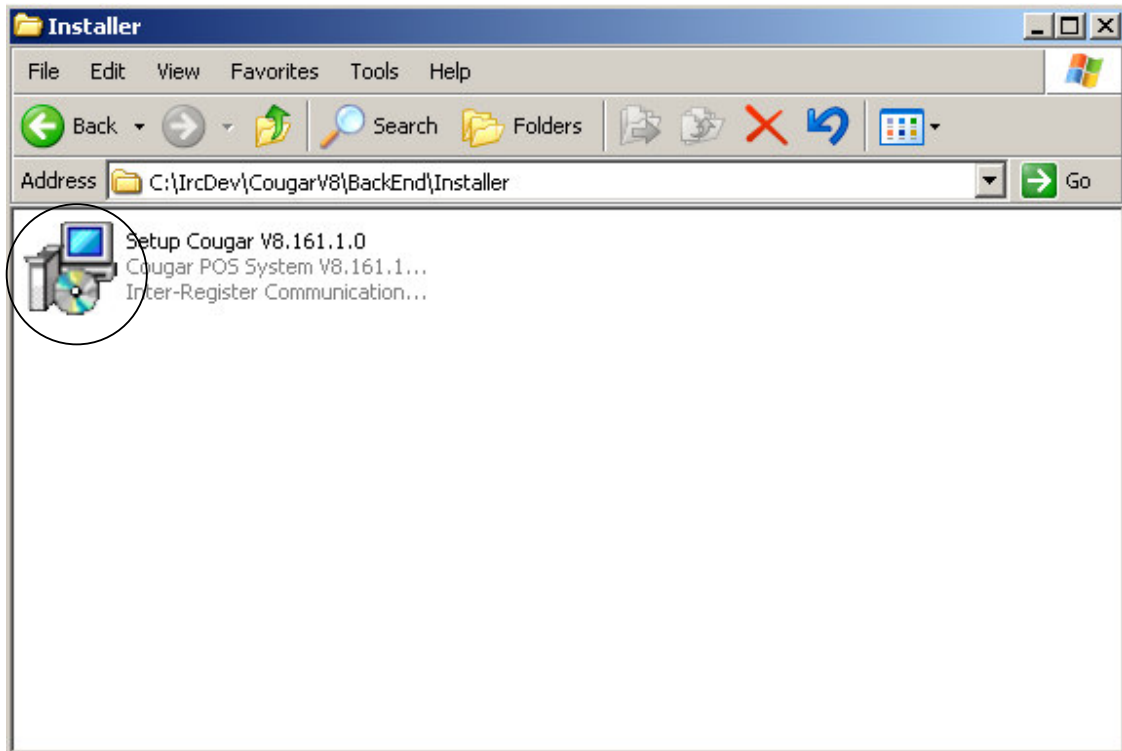 Installer
File Edit View Favorites Tools Help
Back Search Folders
Address C:\IrcDev\CougarV8\BackEnd\Installer Go
Setup Cougar V8.161.1.0
Cougar POS System V8.161.1...
Inter-Register Communication...